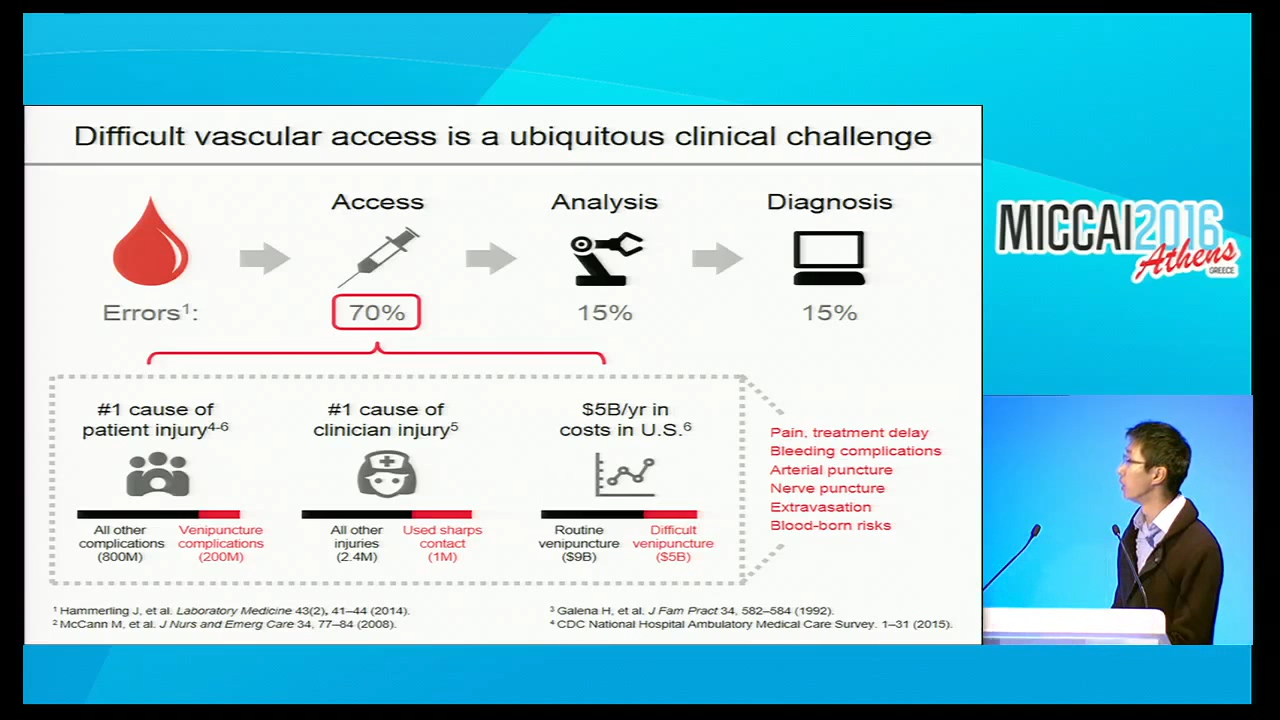 Difficult vascular access is a ubiquitous clinical challenge
Access
Analysis
Diagnosis
Errors¹:
70%
15%
15%
#1 cause of
patient injury⁴⁻⁶
#1 cause of
clinician injury⁵
$5B/yr in
costs in U.S.⁶
All other
complications
(800M)
Venipuncture
complications
(200M)
All other
injuries
(2.4M)
Used sharps
contact
(1M)
Routine
venipuncture
($9B)
Difficult
venipuncture
($5B)
Pain, treatment delay
Bleeding complications
Arterial puncture
Nerve puncture
Extravasation
Blood-born risks
¹ Hammerling J, et al. Laboratory Medicine 43(2), 41–44 (2014).
² McCann M, et al. J Nurs and Emerg Care 34, 77–84 (2008).
³ Galena H, et al. J Fam Pract 34, 582–584 (1992).
⁴ CDC National Hospital Ambulatory Medical Care Survey. 1–31 (2015).
MICCAI2016
Athens
GREECE